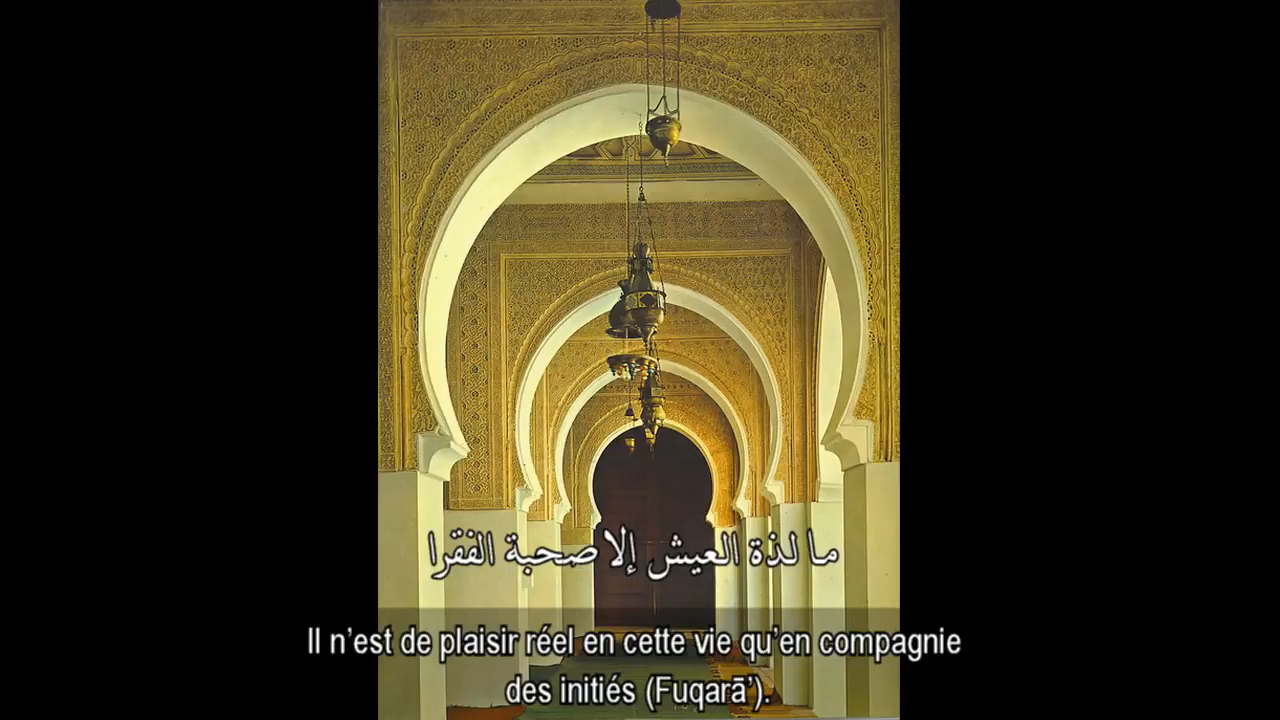 ما لذة العيش إلا صحبة الفقرا
Il n’est de plaisir réel en cette vie qu’en compagnie
des initiés (Fuqarā’).